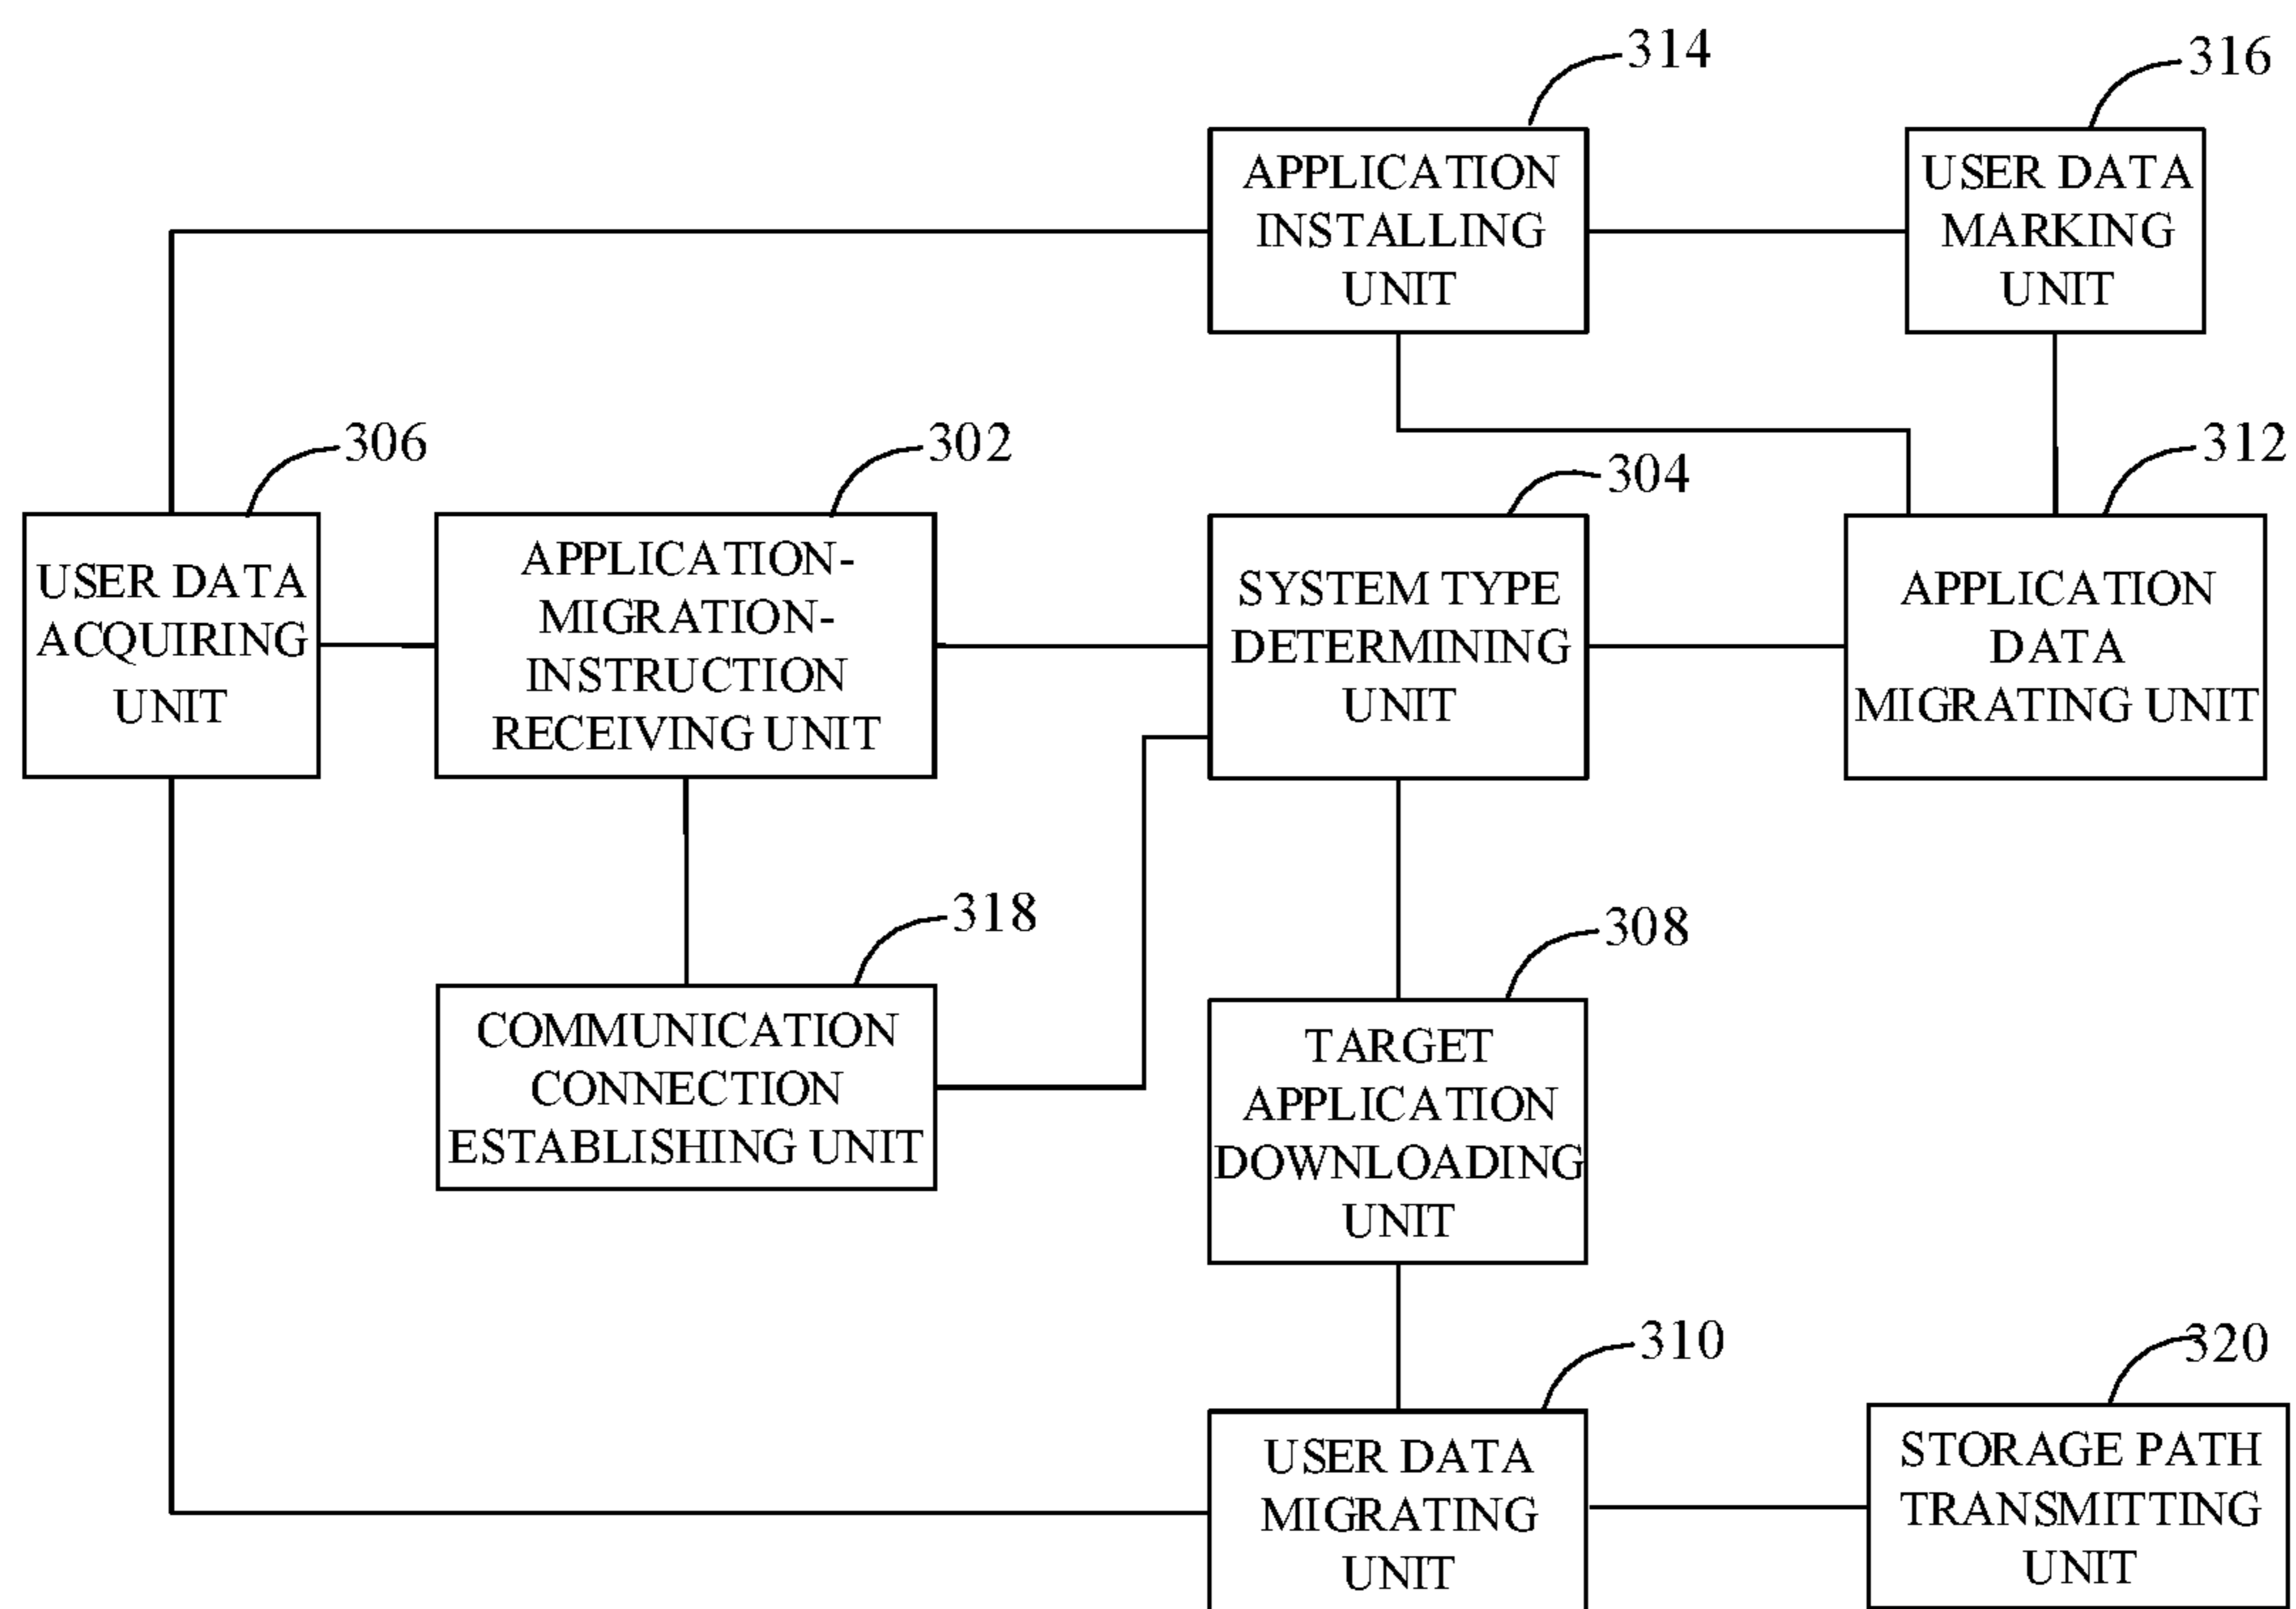 314
316
APPLICATION
INSTALLING
UNIT
USER DATA
MARKING
UNIT
306
302
304
312
USER DATA
ACQUIRING
UNIT
APPLICATION-
MIGRATION-
INSTRUCTION
RECEIVING UNIT
SYSTEM TYPE
DETERMINING
UNIT
APPLICATION
DATA
MIGRATING UNIT
318
308
COMMUNICATION
CONNECTION
ESTABLISHING UNIT
TARGET
APPLICATION
DOWNLOADING
UNIT
310
320
USER DATA
MIGRATING
UNIT
STORAGE PATH
TRANSMITTING
UNIT